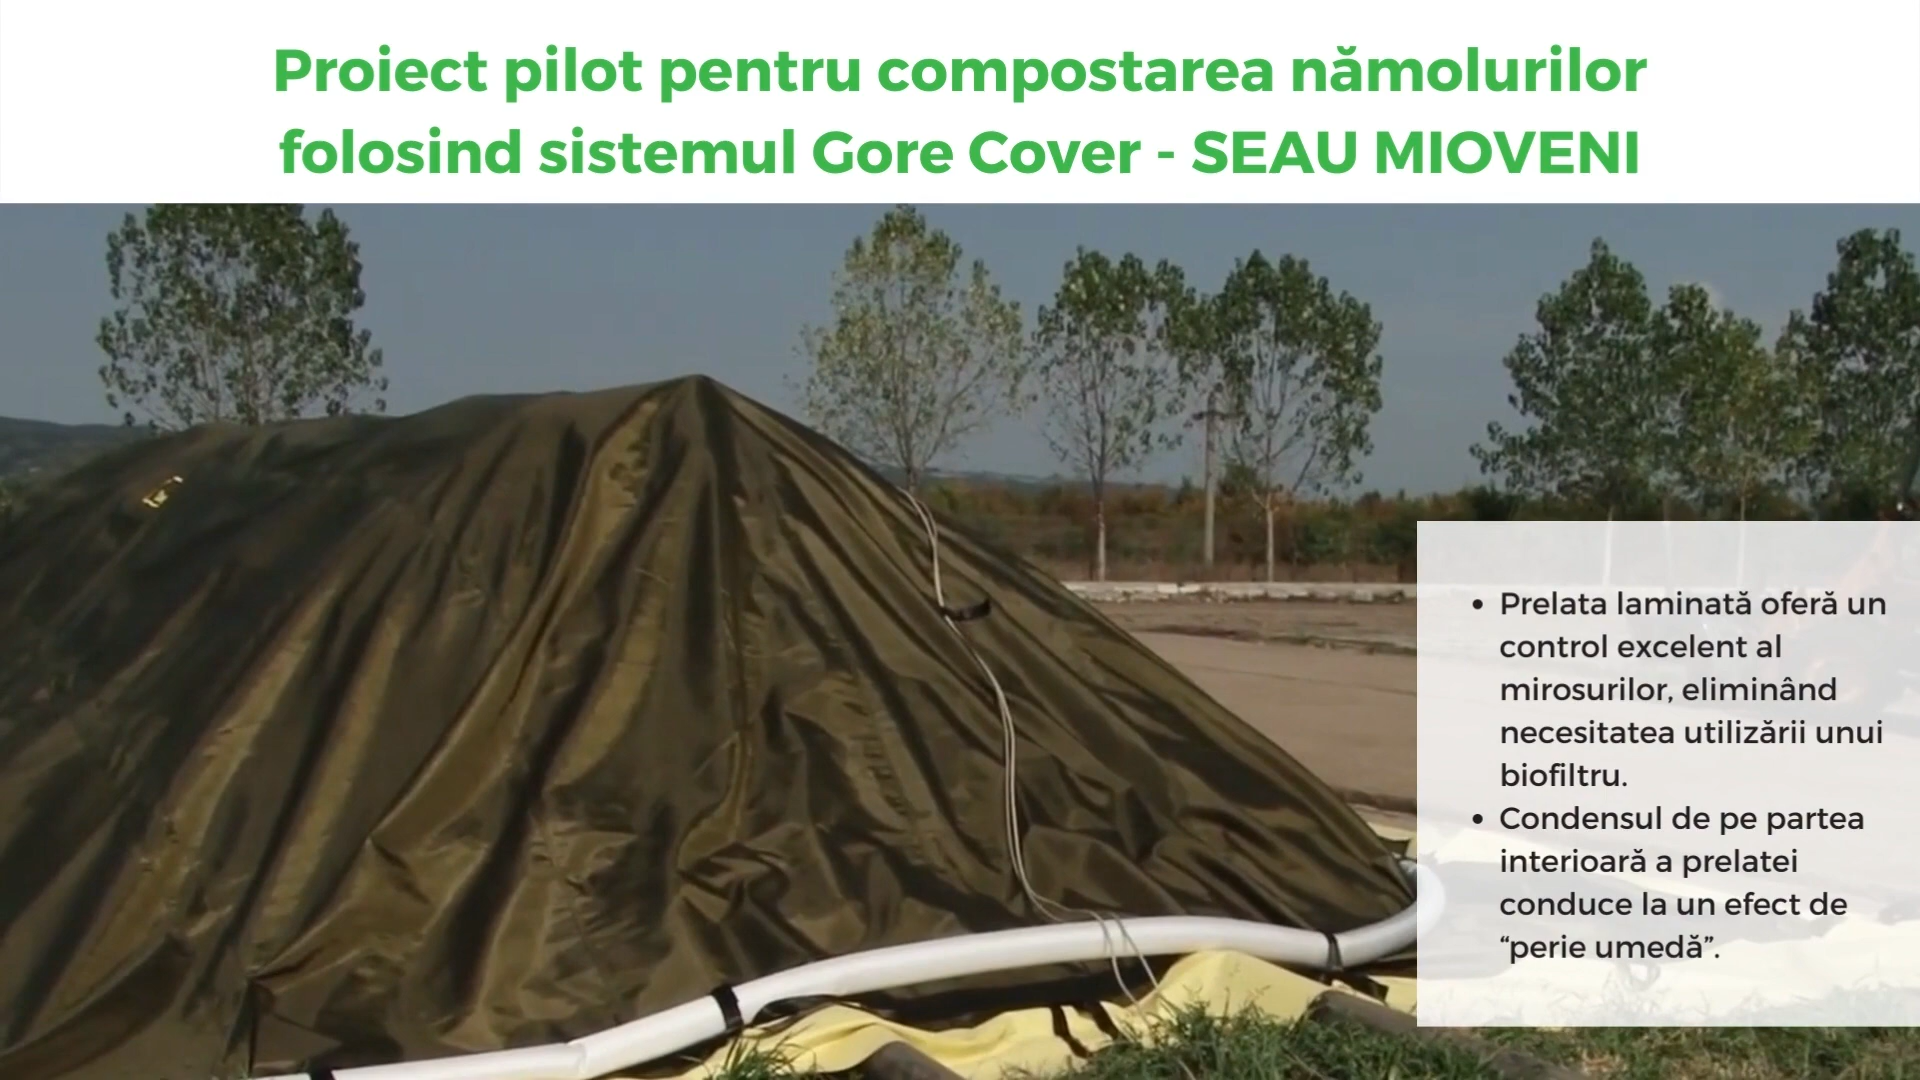 Proiect pilot pentru compostarea nămolurilor
folosind sistemul Gore Cover - SEAU MIOVENI
• Prelata laminată oferă un
control excelent al
mirosurilor, eliminând
necesitatea utilizării unui
biofiltru.
• Condensul de pe partea
interioară a prelatei
conduce la un efect de
“perie umedă”.